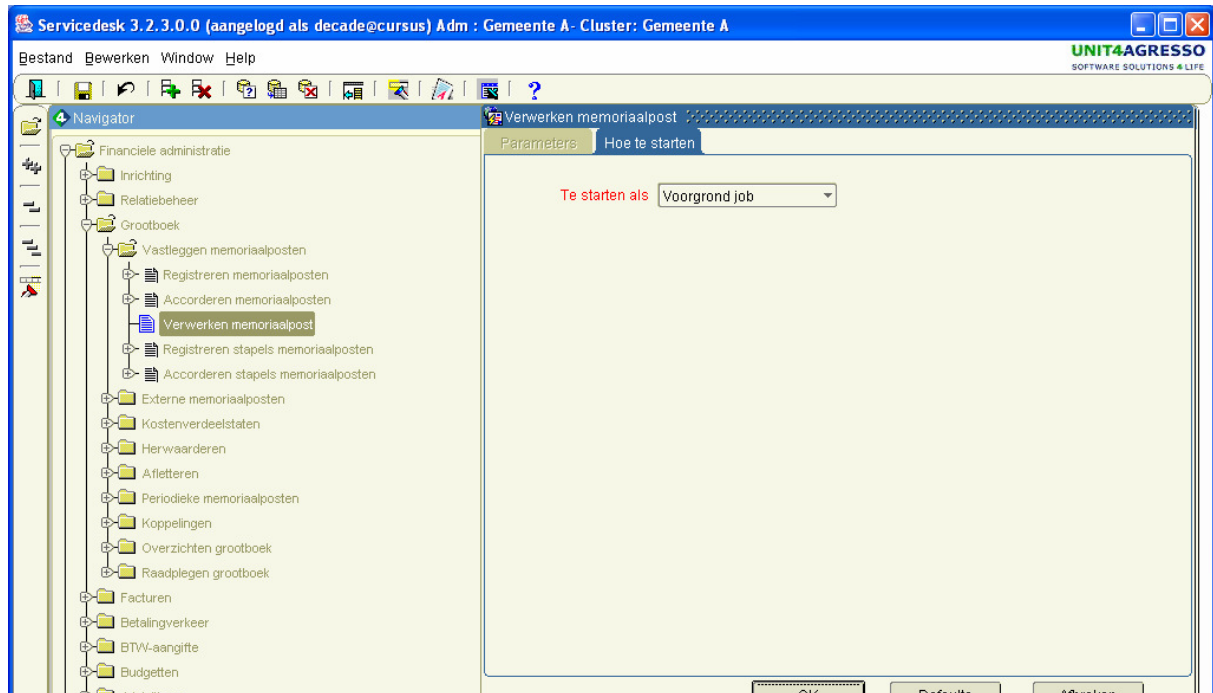 Servicedesk 3.2.3.0.0 (aangelogd als decade@cursus) Adm : Gemeente A- Cluster: Gemeente A
Bestand Bewerken Window Help
UNIT4AGRESSO
SOFTWARE SOLUTIONS 4 LIFE
Navigator
Financiele administratie
Inrichting
Relatiebeheer
Grootboek
Vastleggen memoriaalposten
Registreren memoriaalposten
Accorderen memoriaalposten
Verwerken memoriaalpost
Registreren stapels memoriaalposten
Accorderen stapels memoriaalposten
Externe memoriaalposten
Kostenverdeelstaten
Herwaarderen
Afletteren
Periodieke memoriaalposten
Koppelingen
Overzichten grootboek
Raadplegen grootboek
Facturen
Betalingverkeer
BTW-aangifte
Budgetten
Verwerken memoriaalpost
Parameters Hoe te starten
Te starten als Voorgrond job
OK Defaults Afbreken